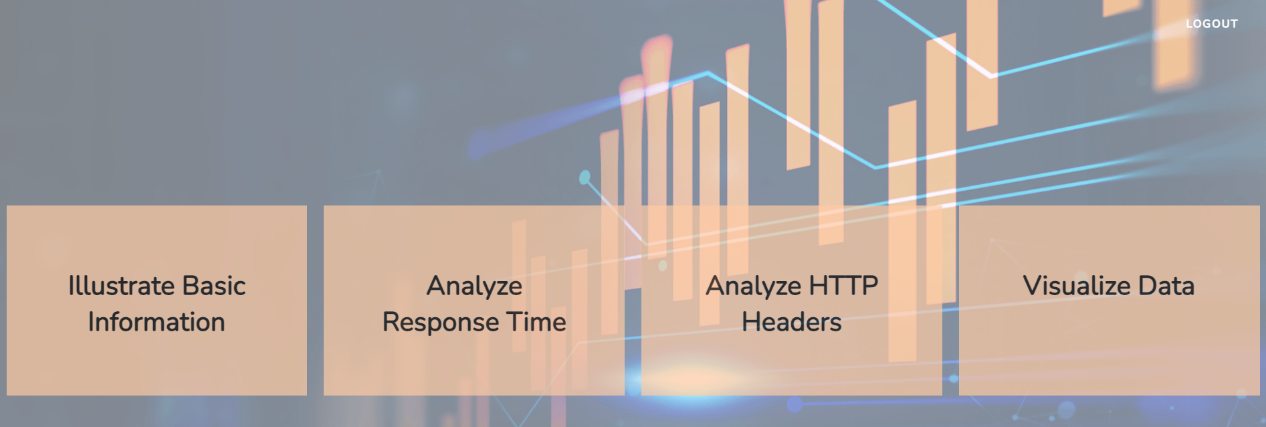 LOGOUT
Illustrate Basic
Information
Analyze
Response Time
Analyze HTTP
Headers
Visualize Data